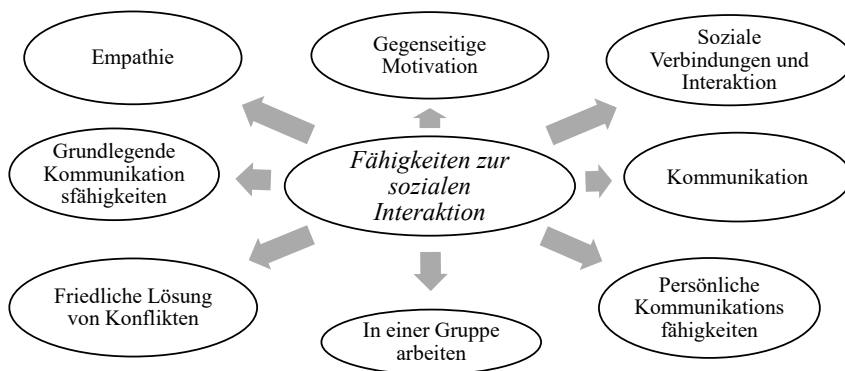 Empathie
Gegenseitige
Motivation
Soziale
Verbindungen und
Interaktion
Grundlegende
Kommunikation
sfähigkeiten
Fähigkeiten zur
sozialen
Interaktion
Kommunikation
Friedliche Lösung
von Konflikten
In einer Gruppe
arbeiten
Persönliche
Kommunikations
fähigkeiten